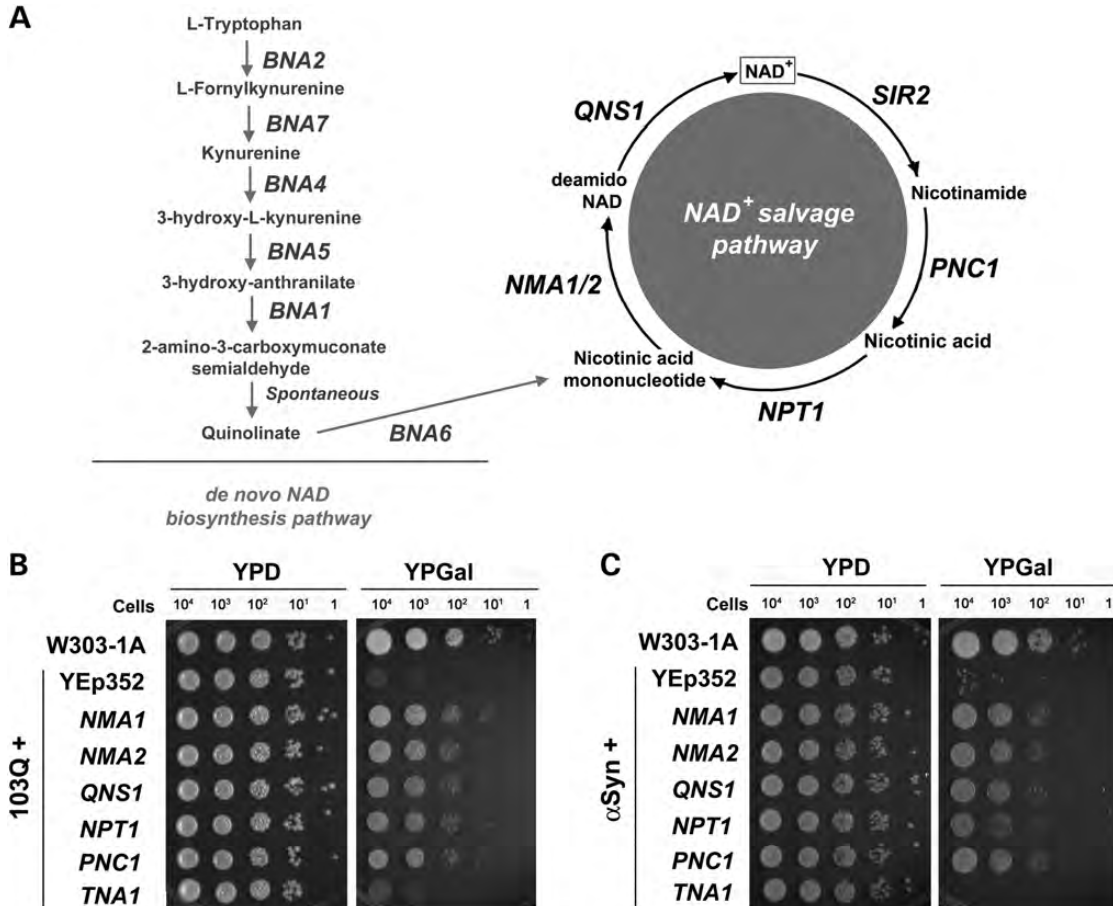 A
L-Tryptophan
BNA2
L-Fornylkynurenine
BNA7
Kynurenine
BNA4
3-hydroxy-L-kynurenine
BNA5
3-hydroxy-anthranilate
BNA1
2-amino-3-carboxymuconate
semialdehyde
Spontaneous
Quinolinate
BNA6
de novo NAD
biosynthesis pathway
NAD+
SIR2
Nicotinamide
PNC1
Nicotinic acid
NPT1
Nicotinic acid
mononucleotide
NMA1/2
deamido
NAD
QNS1
NAD+ salvage
pathway
B
YPD YPGal
Cells 10⁴ 10³ 10² 10¹ 1 10⁴ 10³ 10² 10¹ 1
W303-1A
103Q +
YEp352
NMA1
NMA2
QNS1
NPT1
PNC1
TNA1
C
YPD YPGal
Cells 10⁴ 10³ 10² 10¹ 1 10⁴ 10³ 10² 10¹ 1
W303-1A
αSyn +
YEp352
NMA1
NMA2
QNS1
NPT1
PNC1
TNA1